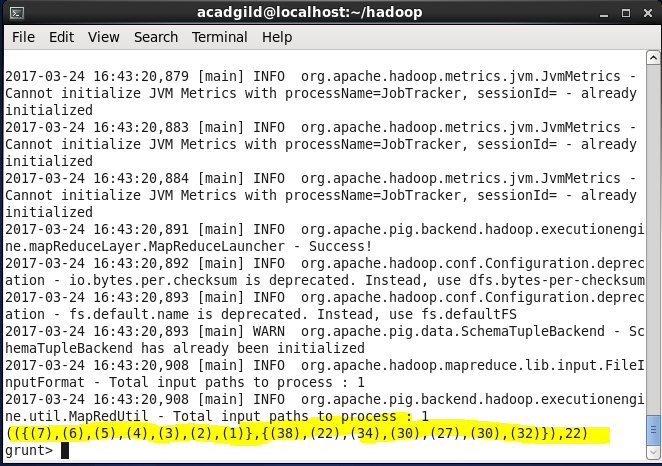 acadgild@localhost:~/hadoop
File Edit View Search Terminal Help
2017-03-24 16:43:20,879 [main] INFO  org.apache.hadoop.metrics.jvm.JvmMetrics -
Cannot initialize JVM Metrics with processName=JobTracker, sessionId= - already
initialized
2017-03-24 16:43:20,883 [main] INFO  org.apache.hadoop.metrics.jvm.JvmMetrics -
Cannot initialize JVM Metrics with processName=JobTracker, sessionId= - already
initialized
2017-03-24 16:43:20,884 [main] INFO  org.apache.hadoop.metrics.jvm.JvmMetrics -
Cannot initialize JVM Metrics with processName=JobTracker, sessionId= - already
initialized
2017-03-24 16:43:20,891 [main] INFO  org.apache.pig.backend.hadoop.executionengi
ne.mapReduceLayer.MapReduceLauncher - Success!
2017-03-24 16:43:20,892 [main] INFO  org.apache.hadoop.conf.Configuration.deprec
ation - io.bytes.per.checksum is deprecated. Instead, use dfs.bytes-per-checksum
2017-03-24 16:43:20,893 [main] INFO  org.apache.hadoop.conf.Configuration.deprec
ation - fs.default.name is deprecated. Instead, use fs.defaultFS
2017-03-24 16:43:20,893 [main] WARN  org.apache.pig.data.SchemaTupleBackend - Sc
hemaTupleBackend has already been initialized
2017-03-24 16:43:20,908 [main] INFO  org.apache.hadoop.mapreduce.lib.input.FileI
nputFormat - Total input paths to process : 1
2017-03-24 16:43:20,908 [main] INFO  org.apache.pig.backend.hadoop.executionengi
ne.util.MapRedUtil - Total input paths to process : 1
(({(7),(6),(5),(4),(3),(2),(1)},{(38),(22),(34),(30),(27),(30),(32)}),22)
grunt>